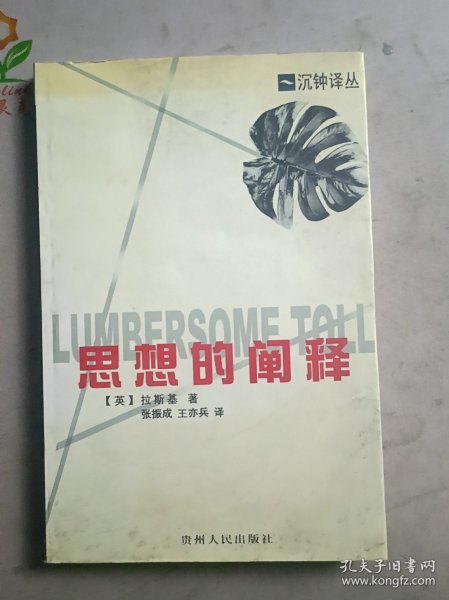 沉钟译丛
LUMBERSOME TOLL
思想的阐释
【英】拉斯基 著
张振成 王亦兵 译
贵州人民出版社
孔夫子旧书网
www.kongfz.com